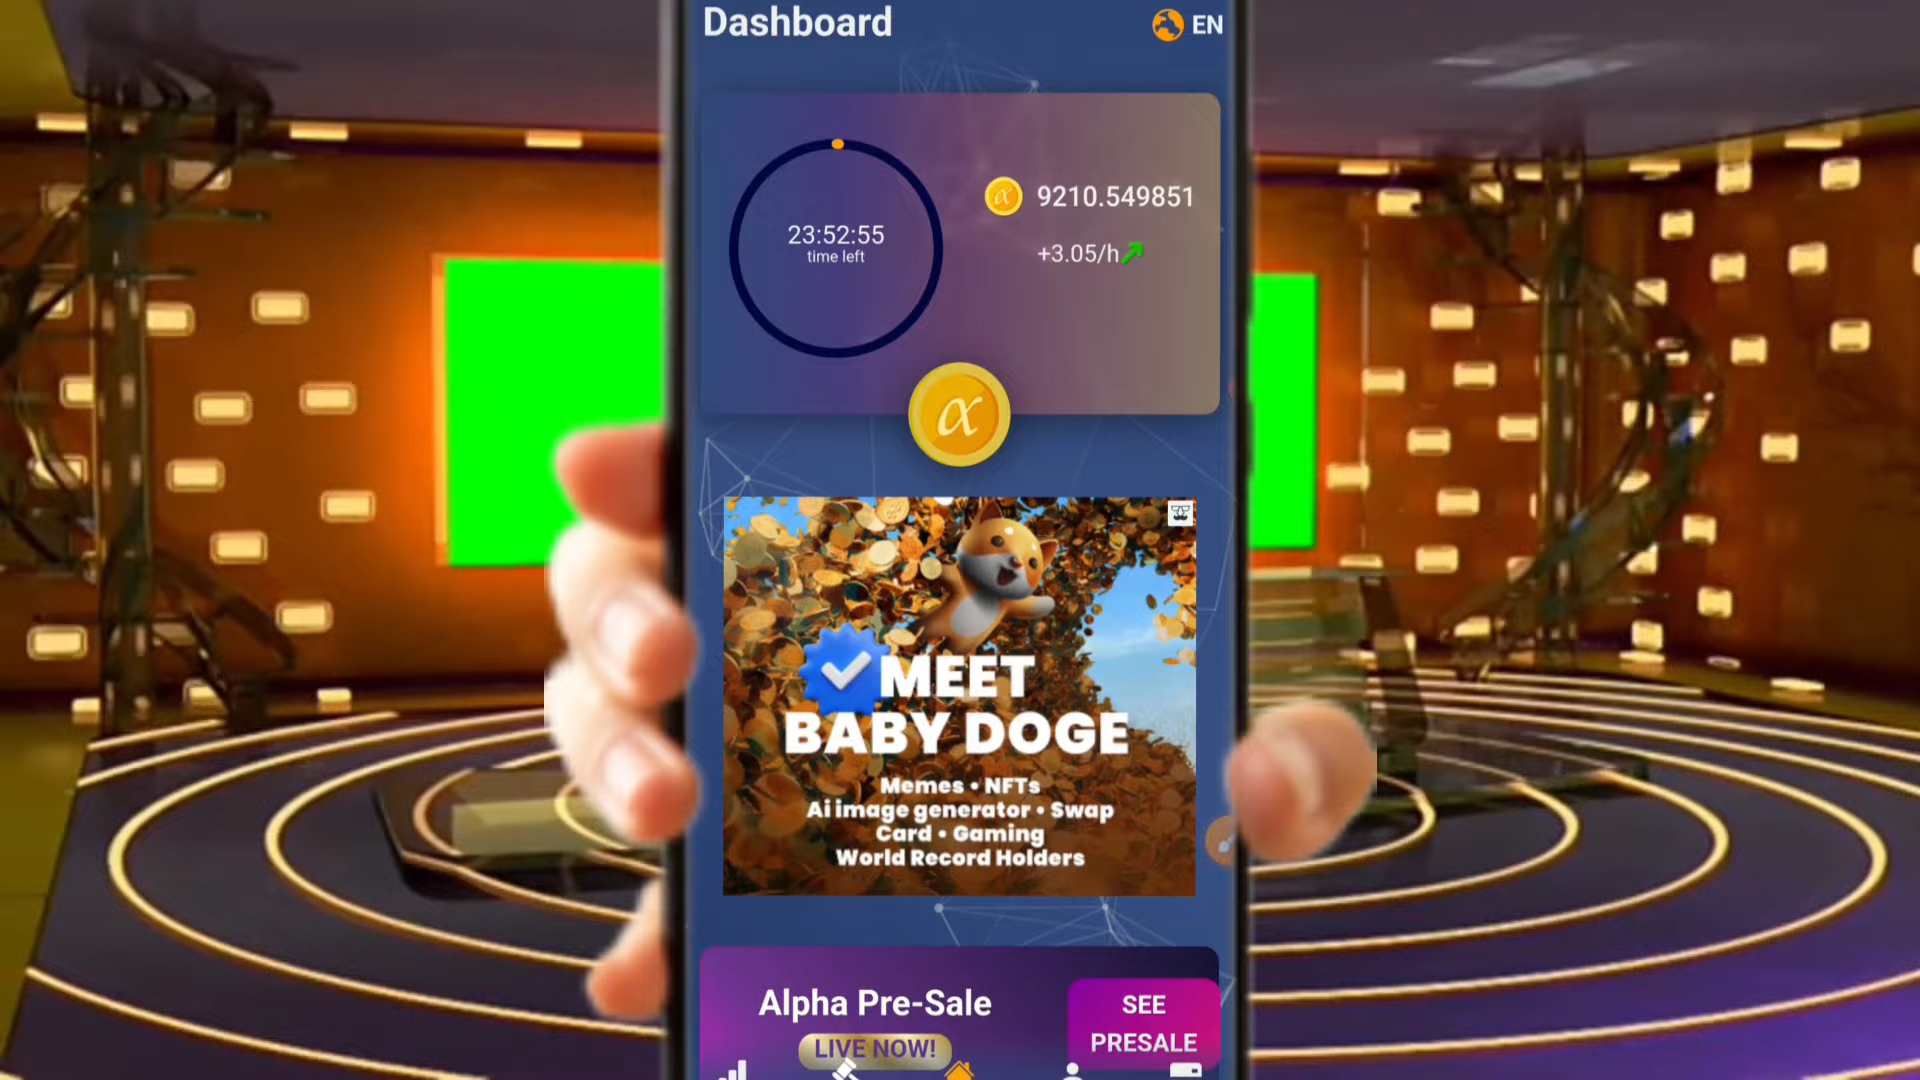 Dashboard
EN
23:52:55
time left
α 9210.549851
+3.05/h
α
MEET
BABY DOGE
Memes • NFTs
Ai image generator • Swap
Card • Gaming
World Record Holders
Alpha Pre-Sale
LIVE NOW!
SEE
PRESALE